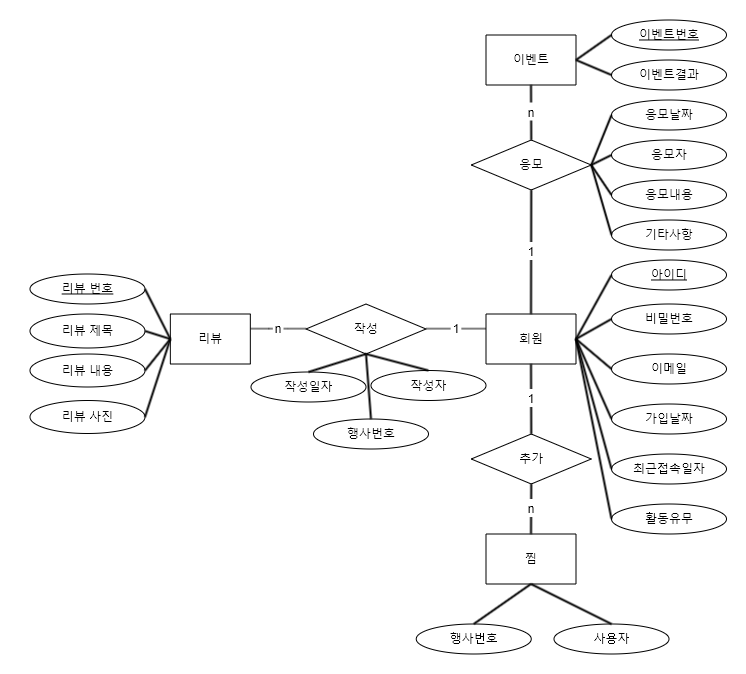 이벤트
이벤트번호
이벤트결과
n
응모
응모날짜
응모자
응모내용
기타사항
1
리뷰 번호
리뷰 제목
리뷰 내용
리뷰 사진
리뷰
n
작성
1
작성일자
작성자
행사번호
회원
아이디
비밀번호
이메일
가입날짜
최근접속일자
활동유무
1
추가
n
찜
행사번호
사용자